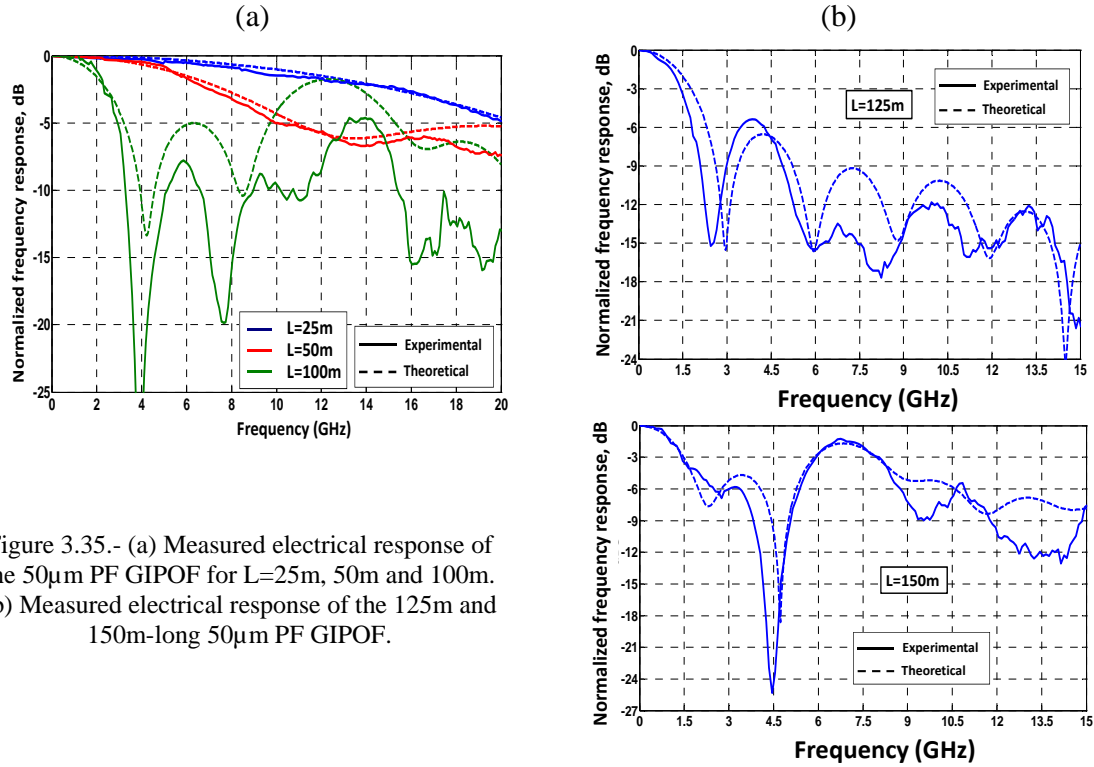 (a)
0
-5
-10
-15
-20
-25
Normalized frequency response, dB
0 2 4 6 8 10 12 14 16 18 20
Frequency (GHz)
L=25m
L=50m
L=100m
Experimental
Theoretical
(b)
0
-3
-6
-9
-12
-15
-18
-21
-24
Normalized frequency response, dB
L=125m
Experimental
Theoretical
0 1.5 3 4.5 6 7.5 9 10.5 12 13.5 15
Frequency (GHz)
0
-3
-6
-9
-12
-15
-18
-21
-24
-27
Normalized frequency response, dB
L=150m
Experimental
Theoretical
0 1.5 3 4.5 6 7.5 9 10.5 12 13.5 15
Frequency (GHz)
igure 3.35.- (a) Measured electrical response of
he 50µm PF GIPOF for L=25m, 50m and 100m.
) Measured electrical response of the 125m and
150m-long 50µm PF GIPOF.